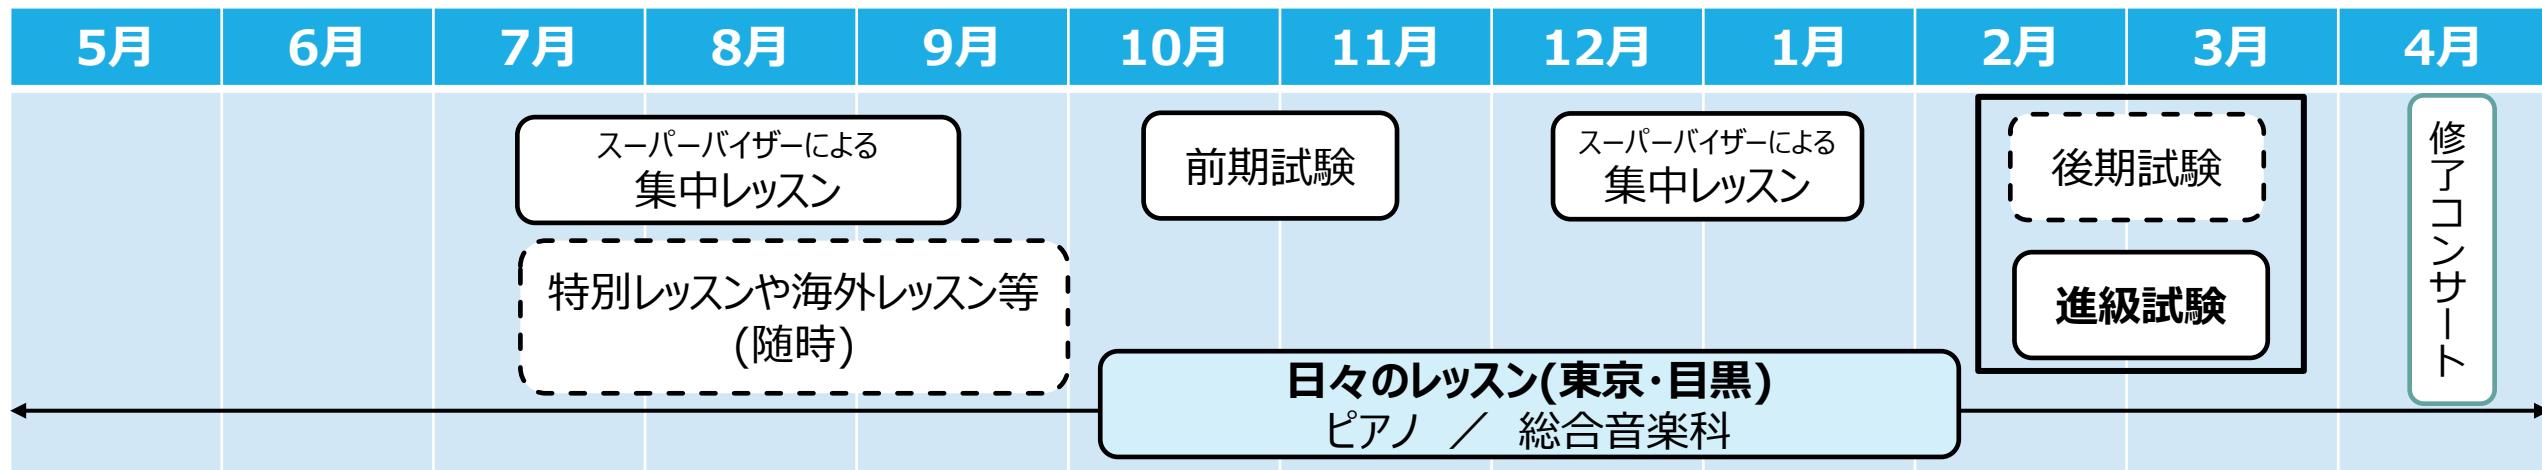 5月 6月 7月 8月 9月 10月 11月 12月 1月 2月 3月 4月
スーパーバイザーによる
集中レッスン
特別レッスンや海外レッスン等
(随時)
前期試験
スーパーバイザーによる
集中レッスン
後期試験
進級試験
修了コンサート
日々のレッスン(東京・目黒)
ピアノ ／ 総合音楽科